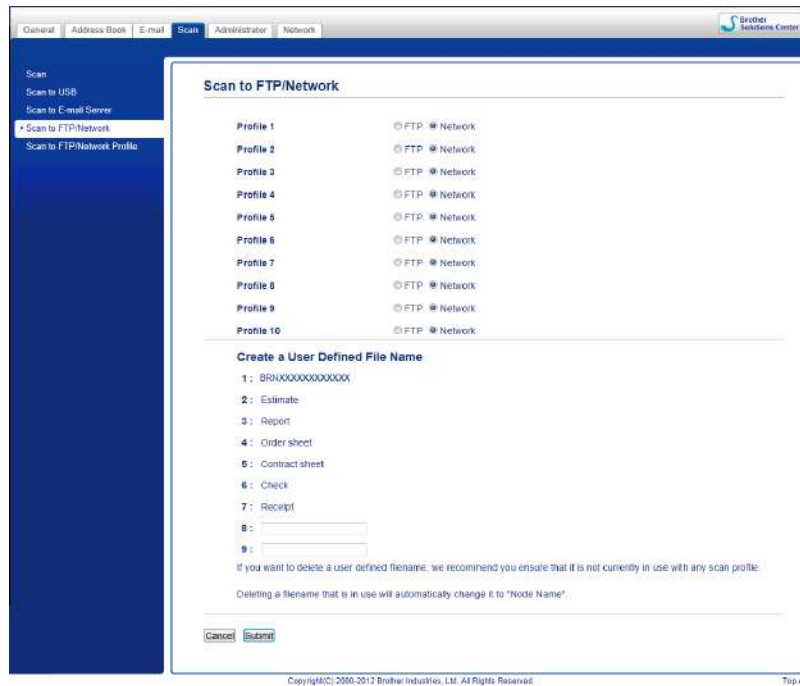 General Address Book E-mail Scan Administrator Network
Brother
Solutions Center
Scan
Scan to USB
Scan to E-mail Server
Scan to FTP/Network
Scan to FTP/Network Profile
Scan to FTP/Network
Profile 1 FTP Network
Profile 2 FTP Network
Profile 3 FTP Network
Profile 4 FTP Network
Profile 5 FTP Network
Profile 6 FTP Network
Profile 7 FTP Network
Profile 8 FTP Network
Profile 9 FTP Network
Profile 10 FTP Network
Create a User Defined File Name
1 : BRNXXXXXXXXXXXX
2 : Estimate
3 : Report
4 : Order sheet
5 : Contract sheet
6 : Check
7 : Receipt
8 :
9 :
If you want to delete a user defined filename, we recommend you ensure that it is not currently in use with any scan profile.
Deleting a filename that is in use will automatically change it to "Node Name".
Cancel Submit
Copyright(C) 2000-2012 Brother Industries, Ltd. All Rights Reserved.
Top